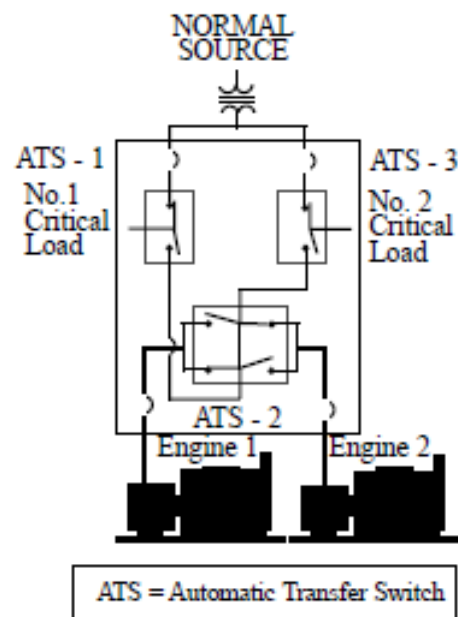 NORMAL
SOURCE
ATS - 1
ATS - 3
No.1
Critical
Load
No. 2
Critical
Load
ATS - 2
Engine 1
Engine 2
ATS = Automatic Transfer Switch